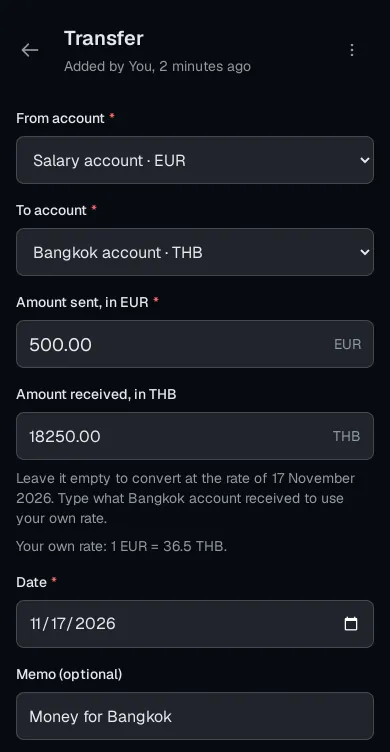 Transfer
Added by You, 2 minutes ago
From account *
Salary account · EUR
To account *
Bangkok account · THB
Amount sent, in EUR *
500.00 EUR
Amount received, in THB
18250.00 THB
Leave it empty to convert at the rate of 17 November
2026. Type what Bangkok account received to use
your own rate.
Your own rate: 1 EUR = 36.5 THB.
Date *
11/17/2026
Memo (optional)
Money for Bangkok